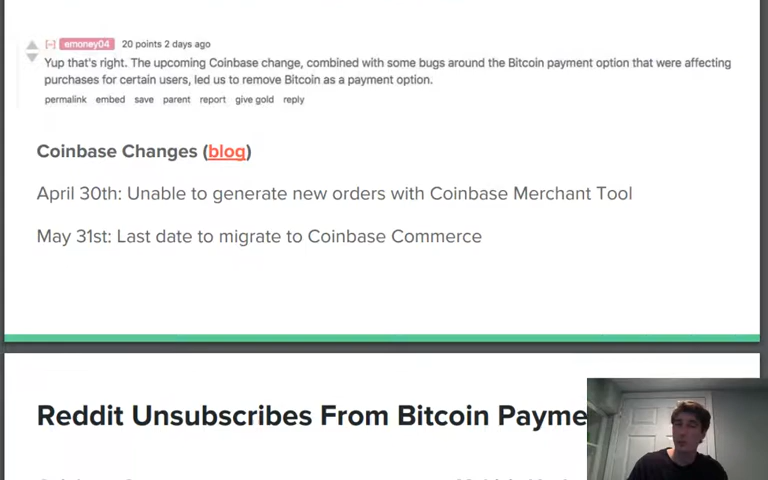 [-] emoney04 20 points 2 days ago
Yup that's right. The upcoming Coinbase change, combined with some bugs around the Bitcoin payment option that were affecting
purchases for certain users, led us to remove Bitcoin as a payment option.
permalink embed save parent report give gold reply
Coinbase Changes (blog)
April 30th: Unable to generate new orders with Coinbase Merchant Tool
May 31st: Last date to migrate to Coinbase Commerce
Reddit Unsubscribes From Bitcoin Payme